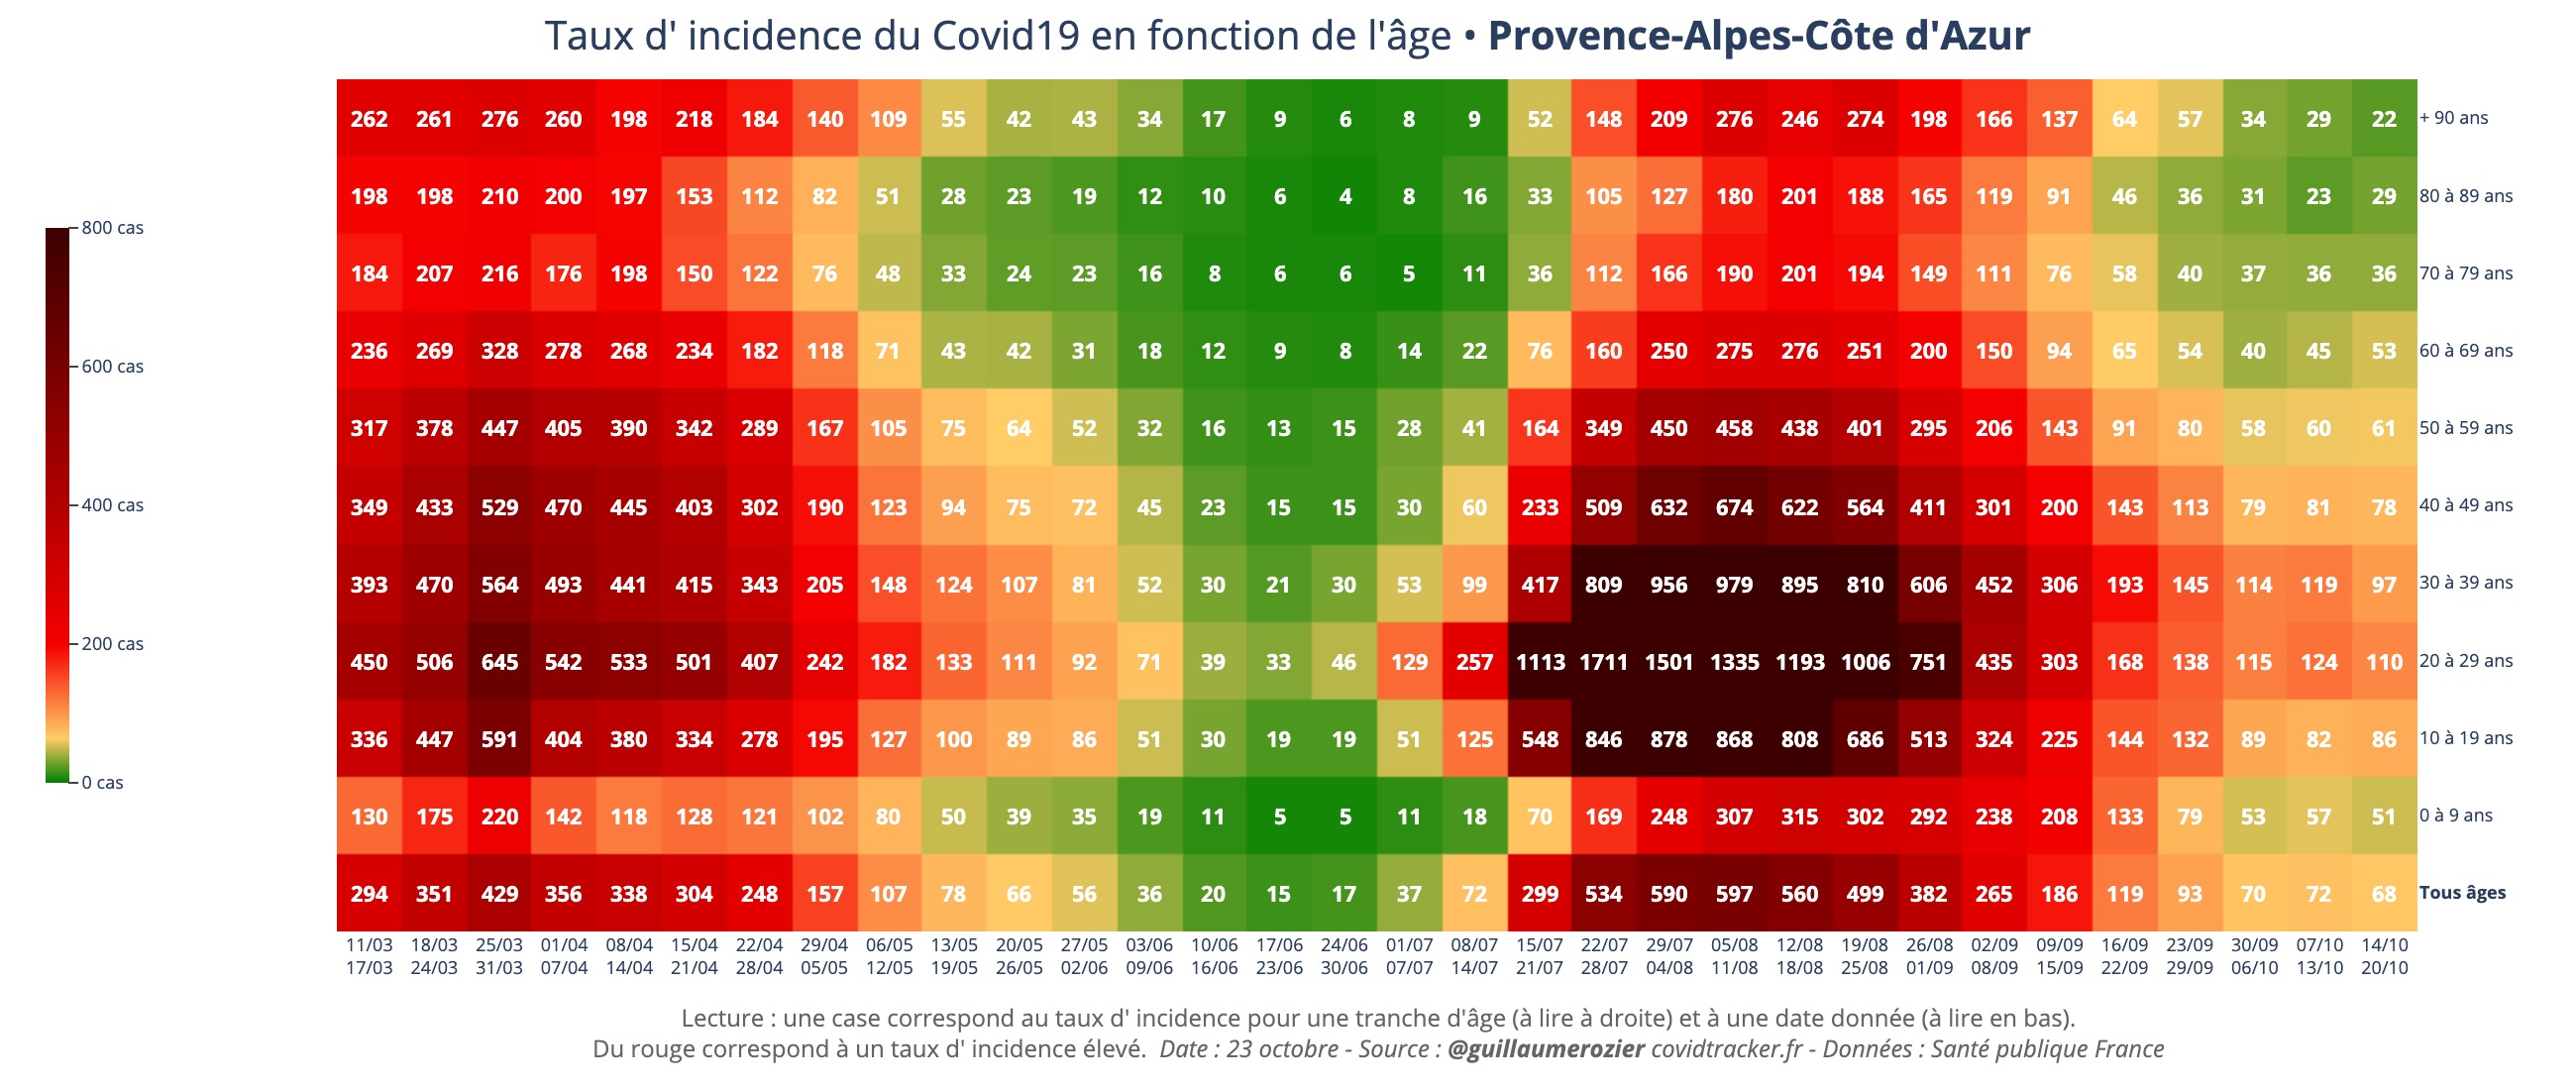 Taux d' incidence du Covid19 en fonction de l'âge • Provence-Alpes-Côte d'Azur
800 cas
600 cas
400 cas
200 cas
0 cas
262 261 276 260 198 218 184 140 109 55 42 43 34 17 9 6 8 9 52 148 209 276 246 274 198 166 137 64 57 34 29 22 + 90 ans
198 198 210 200 197 153 112 82 51 28 23 19 12 10 6 4 8 16 33 105 127 180 201 188 165 119 91 46 36 31 23 29 80 à 89 ans
184 207 216 176 198 150 122 76 48 33 24 23 16 8 6 6 5 11 36 112 166 190 201 194 149 111 76 58 40 37 36 36 70 à 79 ans
236 269 328 278 268 234 182 118 71 43 42 31 18 12 9 8 14 22 76 160 250 275 276 251 200 150 94 65 54 40 45 53 60 à 69 ans
317 378 447 405 390 342 289 167 105 75 64 52 32 16 13 15 28 41 164 349 450 458 438 401 295 206 143 91 80 58 60 61 50 à 59 ans
349 433 529 470 445 403 302 190 123 94 75 72 45 23 15 15 30 60 233 509 632 674 622 564 411 301 200 143 113 79 81 78 40 à 49 ans
393 470 564 493 441 415 343 205 148 124 107 81 52 30 21 30 53 99 417 809 956 979 895 810 606 452 306 193 145 114 119 97 30 à 39 ans
450 506 645 542 533 501 407 242 182 133 111 92 71 39 33 46 129 257 1113 1711 1501 1335 1193 1006 751 435 303 168 138 115 124 110 20 à 29 ans
336 447 591 404 380 334 278 195 127 100 89 86 51 30 19 19 51 125 548 846 878 868 808 686 513 324 225 144 132 89 82 86 10 à 19 ans
130 175 220 142 118 128 121 102 80 50 39 35 19 11 5 5 11 18 70 169 248 307 315 302 292 238 208 133 79 53 57 51 0 à 9 ans
294 351 429 356 338 304 248 157 107 78 66 56 36 20 15 17 37 72 299 534 590 597 560 499 382 265 186 119 93 70 72 68 Tous âges
11/03 18/03 25/03 01/04 08/04 15/04 22/04 29/04 06/05 13/05 20/05 27/05 03/06 10/06 17/06 24/06 01/07 08/07 15/07 22/07 29/07 05/08 12/08 19/08 26/08 02/09 09/09 16/09 23/09 30/09 07/10 14/10
17/03 24/03 31/03 07/04 14/04 21/04 28/04 05/05 12/05 19/05 26/05 02/06 09/06 16/06 23/06 30/06 07/07 14/07 21/07 28/07 04/08 11/08 18/08 25/08 01/09 08/09 15/09 22/09 29/09 06/10 13/10 20/10
Lecture : une case correspond au taux d' incidence pour une tranche d'âge (à lire à droite) et à une date donnée (à lire en bas).
Du rouge correspond à un taux d' incidence élevé. Date : 23 octobre - Source : @guillaumerozier covidtracker.fr - Données : Santé publique France